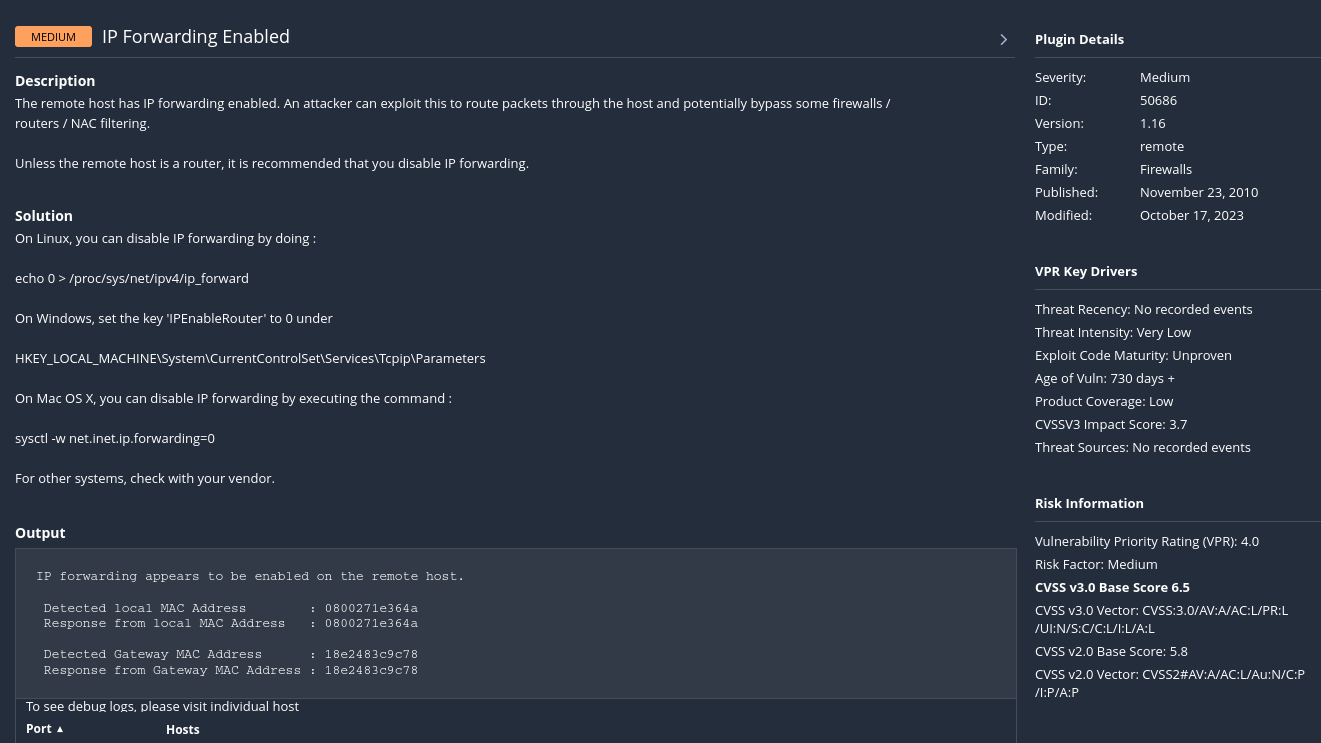 MEDIUM IP Forwarding Enabled
Description
The remote host has IP forwarding enabled. An attacker can exploit this to route packets through the host and potentially bypass some firewalls /
routers / NAC filtering.
Unless the remote host is a router, it is recommended that you disable IP forwarding.
Solution
On Linux, you can disable IP forwarding by doing :
echo 0 > /proc/sys/net/ipv4/ip_forward
On Windows, set the key 'IPEnableRouter' to 0 under
HKEY_LOCAL_MACHINE\System\CurrentControlSet\Services\Tcpip\Parameters
On Mac OS X, you can disable IP forwarding by executing the command :
sysctl -w net.inet.ip.forwarding=0
For other systems, check with your vendor.
Output
IP forwarding appears to be enabled on the remote host.
Detected local MAC Address : 0800271e364a
Response from local MAC Address : 0800271e364a
Detected Gateway MAC Address : 18e2483c9c78
Response from Gateway MAC Address : 18e2483c9c78
To see debug logs, please visit individual host
Port ▲ Hosts
Plugin Details
Severity: Medium
ID: 50686
Version: 1.16
Type: remote
Family: Firewalls
Published: November 23, 2010
Modified: October 17, 2023
VPR Key Drivers
Threat Recency: No recorded events
Threat Intensity: Very Low
Exploit Code Maturity: Unproven
Age of Vuln: 730 days +
Product Coverage: Low
CVSSV3 Impact Score: 3.7
Threat Sources: No recorded events
Risk Information
Vulnerability Priority Rating (VPR): 4.0
Risk Factor: Medium
CVSS v3.0 Base Score 6.5
CVSS v3.0 Vector: CVSS:3.0/AV:A/AC:L/PR:L
/UI:N/S:C/C:L/I:L/A:L
CVSS v2.0 Base Score: 5.8
CVSS v2.0 Vector: CVSS2#AV:A/AC:L/Au:N/C:P
/I:P/A:P